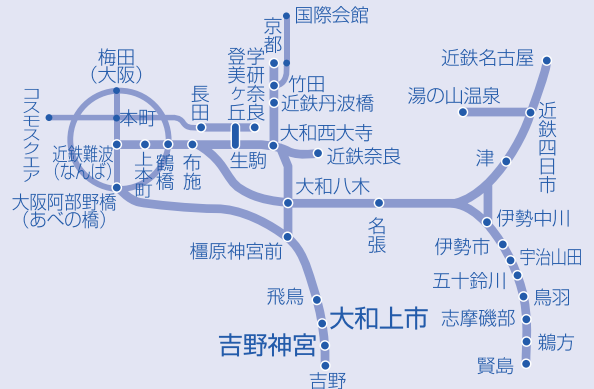 国際会館
京都
近鉄名古屋
梅田
(大阪)
学研奈良
登美ヶ丘
竹田
近鉄丹波橋
湯の山温泉
近鉄四日市
コスモスクエア
本町
長田
大和西大寺
近鉄難波
(なんば)
上本町
鶴橋
布施
生駒
近鉄奈良
津
大阪阿部野橋
(あべの橋)
大和八木
名張
伊勢中川
橿原神宮前
伊勢市
宇治山田
五十鈴川
飛鳥
鳥羽
大和上市
志摩磯部
吉野神宮
鵜方
吉野
賢島